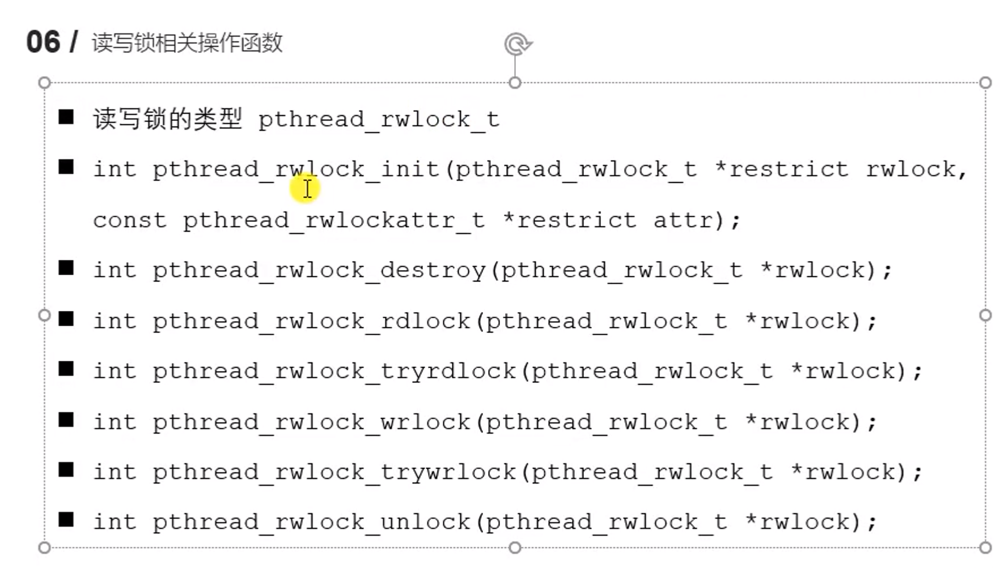 06 / 读写锁相关操作函数
■ 读写锁的类型 pthread_rwlock_t
■ int pthread_rwlock_init(pthread_rwlock_t *restrict rwlock,
const pthread_rwlockattr_t *restrict attr);
■ int pthread_rwlock_destroy(pthread_rwlock_t *rwlock);
■ int pthread_rwlock_rdlock(pthread_rwlock_t *rwlock);
■ int pthread_rwlock_tryrdlock(pthread_rwlock_t *rwlock);
■ int pthread_rwlock_wrlock(pthread_rwlock_t *rwlock);
■ int pthread_rwlock_trywrlock(pthread_rwlock_t *rwlock);
■ int pthread_rwlock_unlock(pthread_rwlock_t *rwlock);